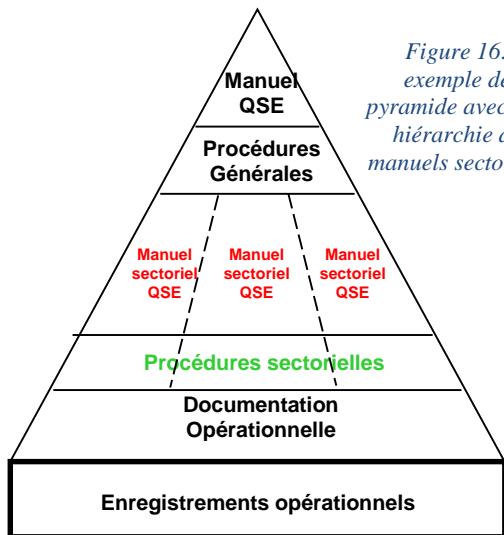 Figure 16.
exemple de
pyramide avec
hiérarchie
manuels
Manuel
QSE
Procédures
Générales
Manuel
sectoriel
QSE
Manuel
sectoriel
QSE
Manuel
sectoriel
QSE
Procédures sectorielles
Documentation
Opérationnelle
Enregistrements opérationnels